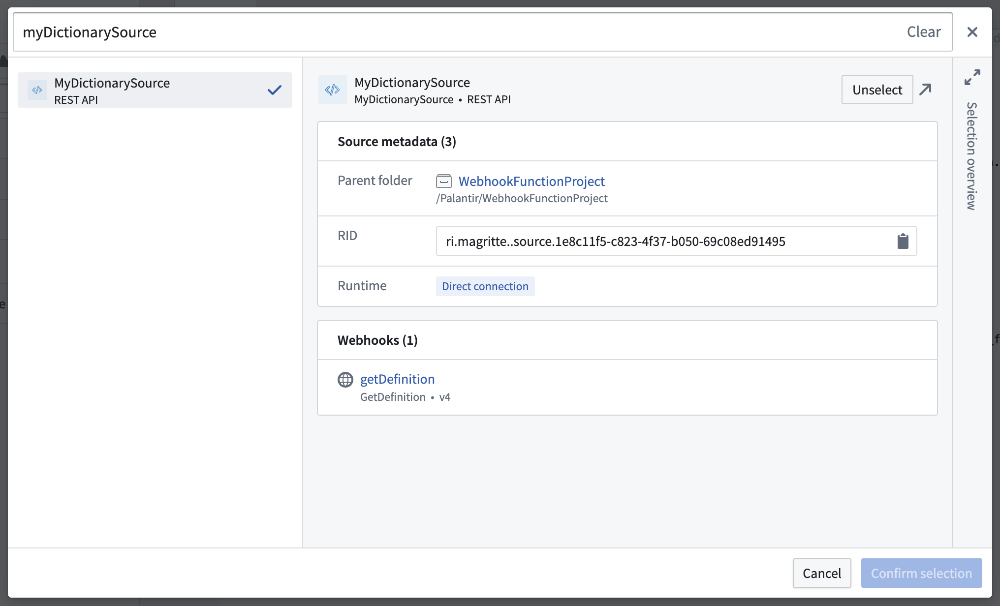 myDictionarySource
Clear
MyDictionarySource
REST API
MyDictionarySource
MyDictionarySource • REST API
Unselect
Selection overview
Source metadata (3)
Parent folder
WebhookFunctionProject
/Palantir/WebhookFunctionProject
RID
ri.magritte..source.1e8c11f5-c823-4f37-b050-69c08ed91495
Runtime
Direct connection
Webhooks (1)
getDefinition
GetDefinition • v4
Cancel
Confirm selection